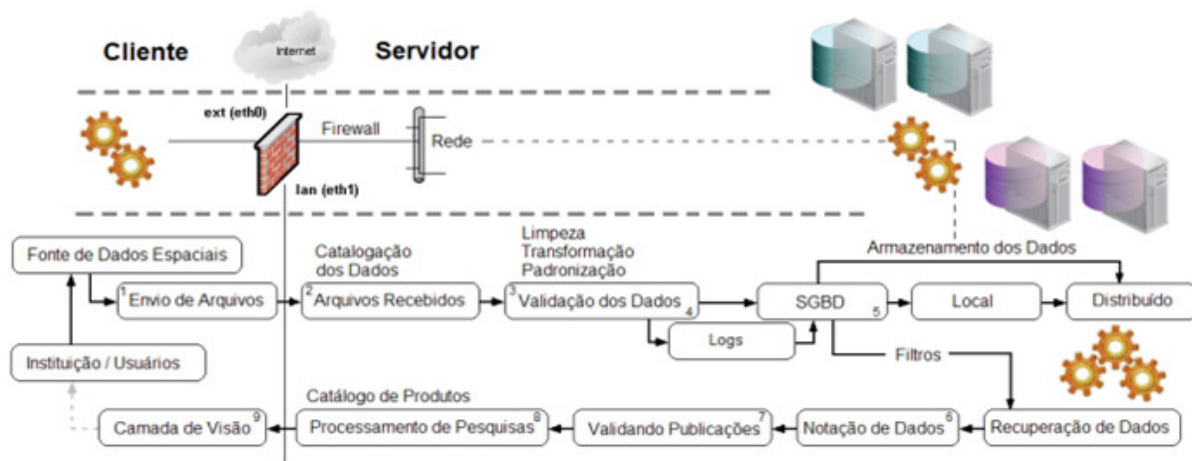 Cliente
Internet
Servidor
ext (eth0)
Firewall
Rede
lan (eth1)
Fonte de Dados Espaciais
Catalogação
dos Dados
Limpeza
Transformação
Padronização
Armazenamento dos Dados
1 Envio de Arquivos
2 Arquivos Recebidos
3 Validação dos Dados 4
SGBD 5
Local
Distribuído
Logs
Instituição / Usuários
Filtros
Catálogo de Produtos
Camada de Visão 9
Processamento de Pesquisas 8
Validando Publicações 7
Notação de Dados 6
Recuperação de Dados